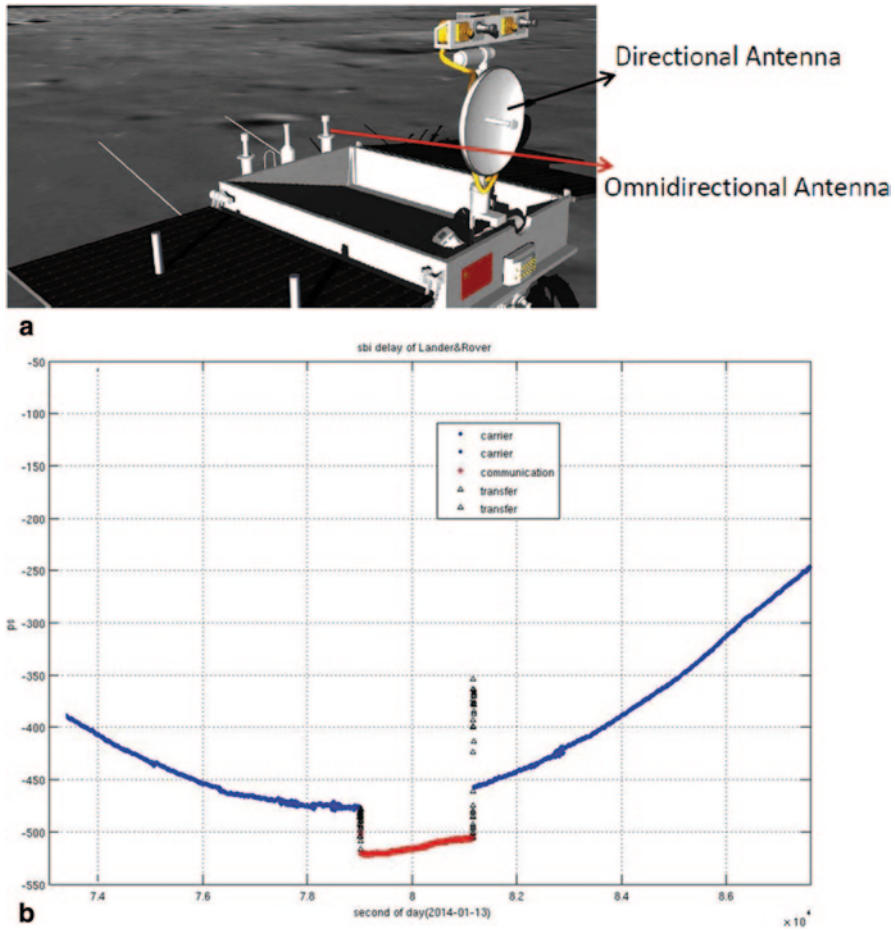 Directional Antenna
Omnidirectional Antenna
a
sbi delay of Lander&Rover
-50
-100
-150
-200
-250
-300
-350
-400
-450
-500
-550
ps
carrier
carrier
communication
transfer
transfer
7.4
7.6
7.8
8
8.2
8.4
8.6
× 10⁴
second of day(2014-01-13)
b